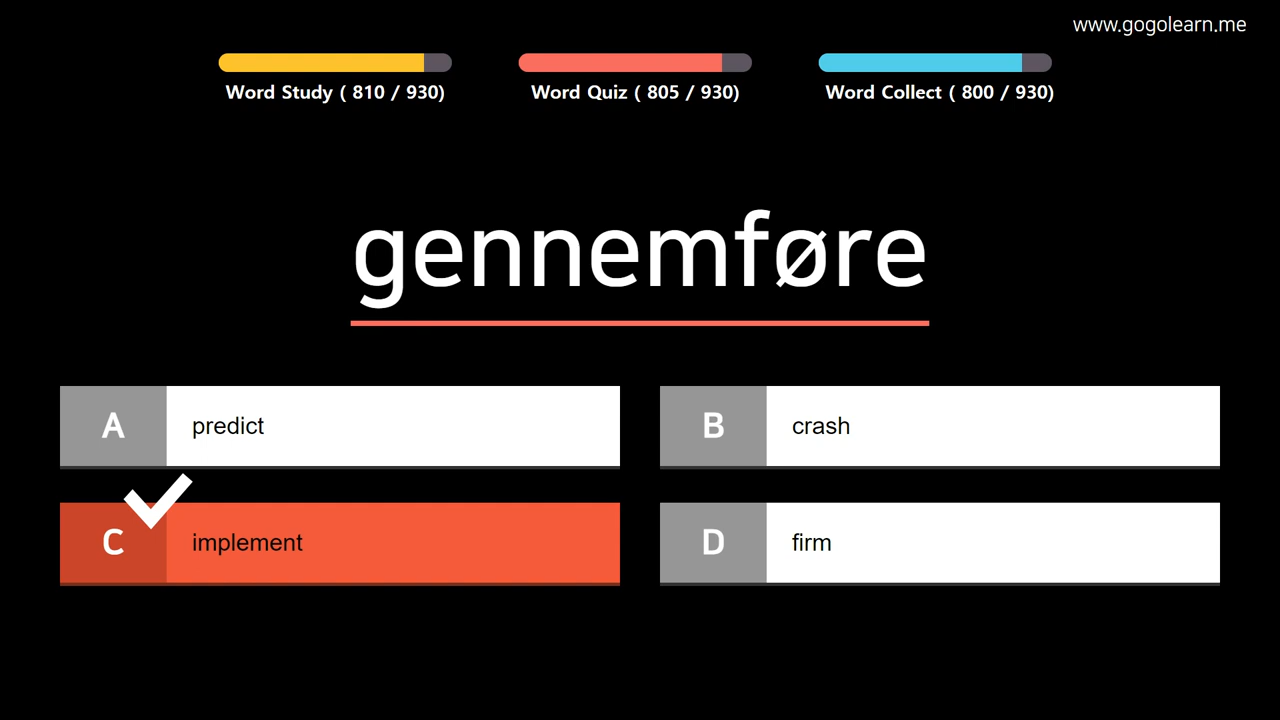 www.gogolearn.me
Word Study ( 810 / 930)
Word Quiz ( 805 / 930)
Word Collect ( 800 / 930)
gennemføre
A predict
B crash
C implement
D firm